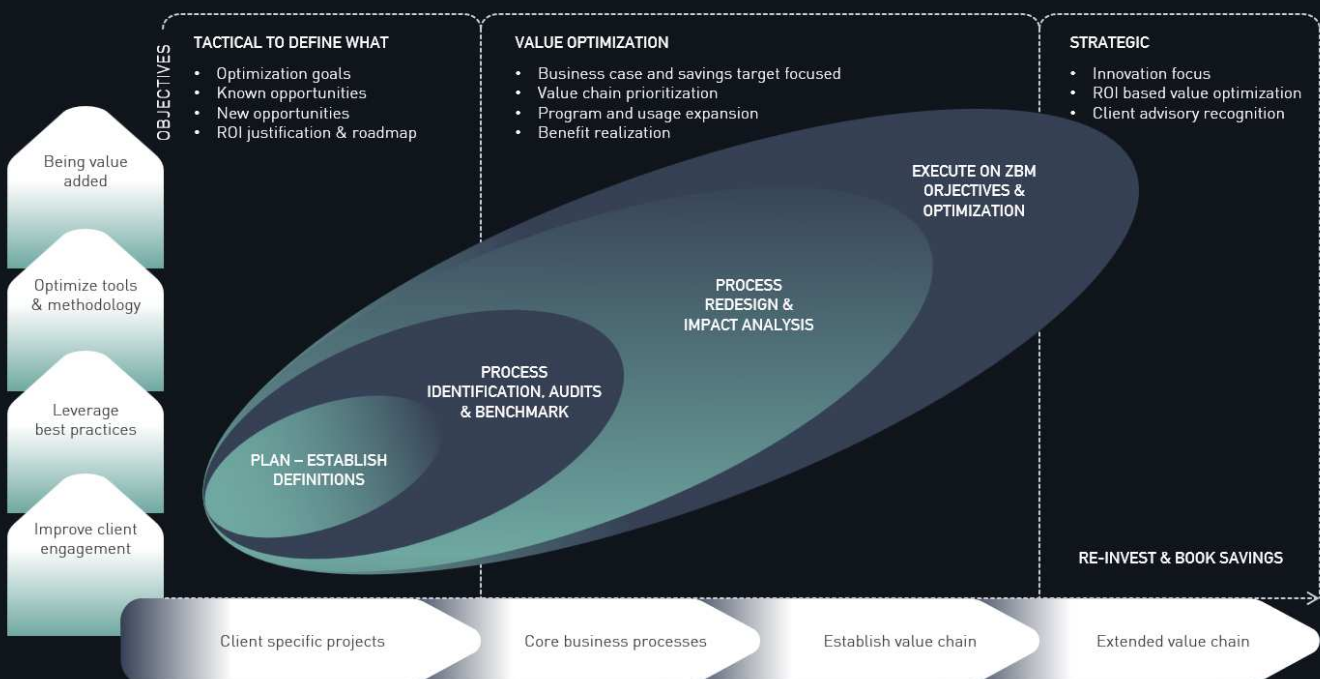 OBJECTIVES
TACTICAL TO DEFINE WHAT
• Optimization goals
• Known opportunities
• New opportunities
• ROI justification & roadmap
VALUE OPTIMIZATION
• Business case and savings target focused
• Value chain prioritization
• Program and usage expansion
• Benefit realization
STRATEGIC
• Innovation focus
• ROI based value optimization
• Client advisory recognition
Being value
added
Optimize tools
& methodology
Leverage
best practices
Improve client
engagement
EXECUTE ON ZBM
ORJECTIVES &
OPTIMIZATION
PROCESS
REDESIGN &
IMPACT ANALYSIS
PROCESS
IDENTIFICATION, AUDITS
& BENCHMARK
PLAN – ESTABLISH
DEFINITIONS
RE-INVEST & BOOK SAVINGS
Client specific projects
Core business processes
Establish value chain
Extended value chain